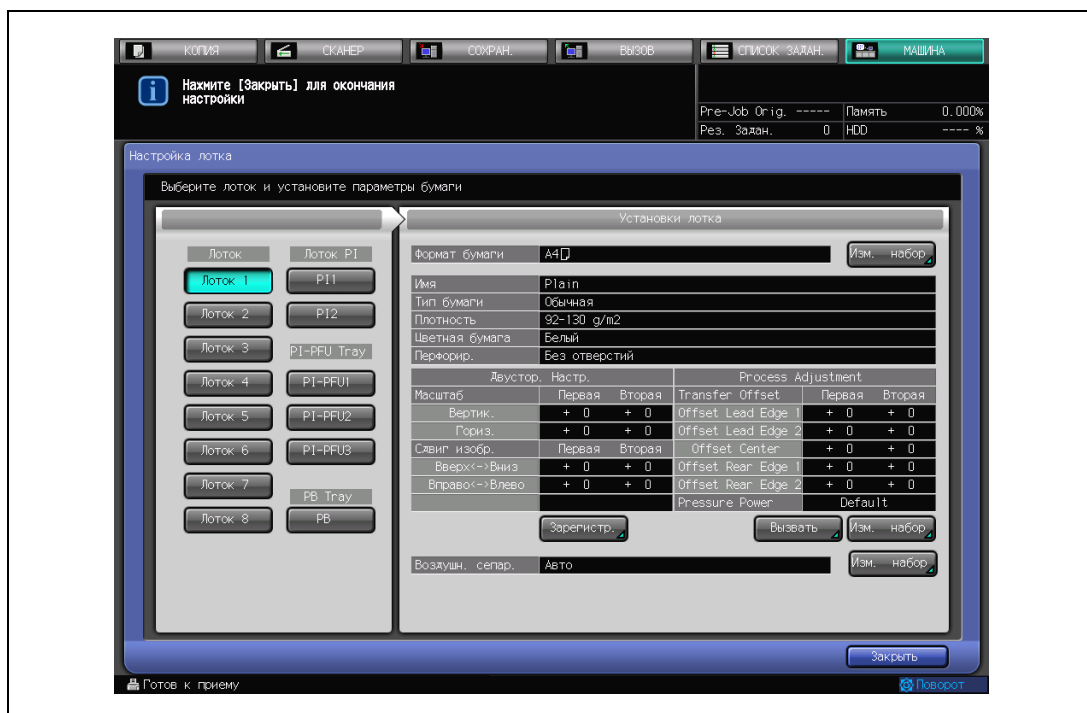 КОПИЯ СКАНЕР СОХРАН. ВЫЗОВ СПИСОК ЗАДАН. МАШИНА
Нажмите [Закрыть] для окончания
настройки
Pre-Job Orig. ----- Память 0.000%
Рез. Задан. 0 HDD ---- %
Настройка лотка
Выберите лоток и установите параметры бумаги
Установки лотка
Лоток Лоток PI
Лоток 1 PI1
Лоток 2 PI2
Лоток 3 PI-PFU Tray
Лоток 4 PI-PFU1
Лоток 5 PI-PFU2
Лоток 6 PI-PFU3
Лоток 7 PB Tray
Лоток 8 PB
Формат бумаги A4 Изм. набор
Имя Plain
Тип бумаги Обычная
Плотность 92-130 g/m2
Цветная бумага Белый
Перфорир. Без отверстий
Двустор. Настр. Process Adjustment
Масштаб Первая Вторая Transfer Offset Первая Вторая
Вертик. + 0 + 0 Offset Lead Edge 1 + 0 + 0
Гориз. + 0 + 0 Offset Lead Edge 2 + 0 + 0
Сдвиг изобр. Первая Вторая Offset Center + 0 + 0
Вверх<->Вниз + 0 + 0 Offset Rear Edge 1 + 0 + 0
Вправо<->Влево + 0 + 0 Offset Rear Edge 2 + 0 + 0
Pressure Power Default
Зарегистр. Вызвать Изм. набор
Воздушн. сепар. Авто Изм. набор
Закрыть
Готов к приему Поворот